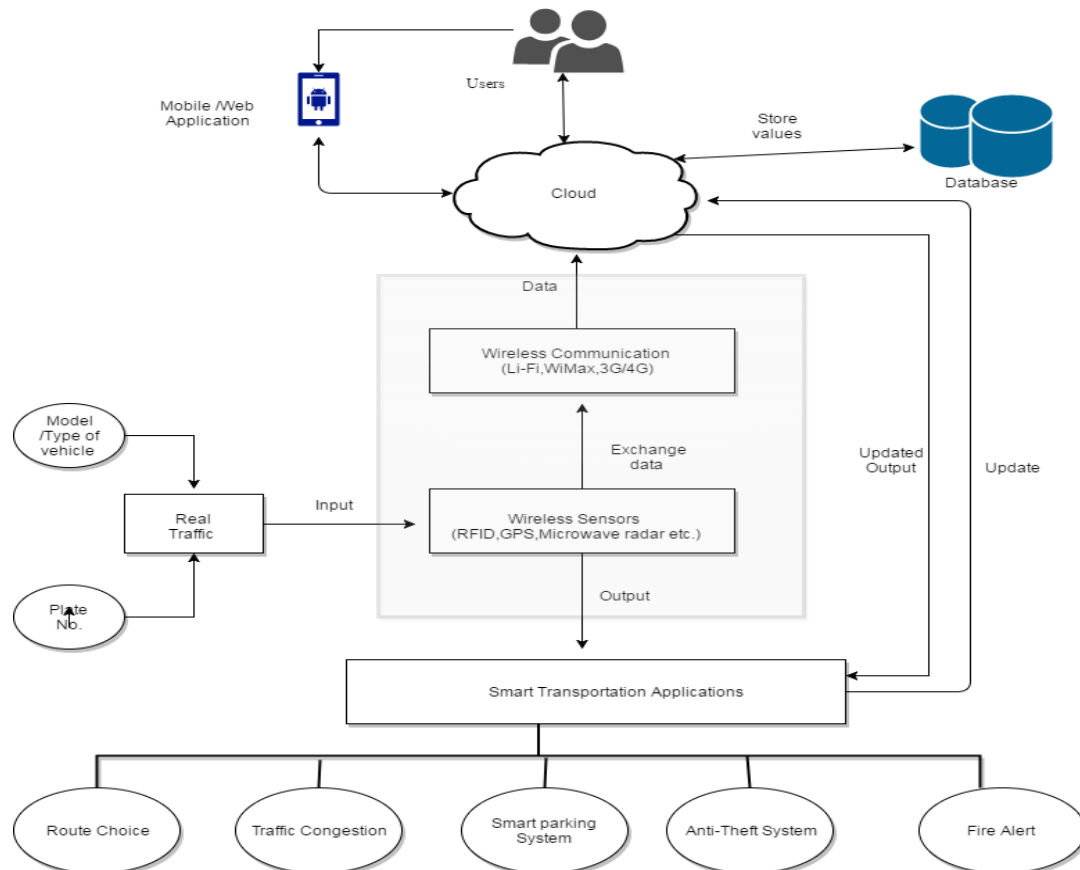 Users
Mobile /Web
Application
Store
values
Database
Cloud
Data
Wireless Communication
(Li-Fi,WiMax,3G/4G)
Model
/Type of
vehicle
Exchange
data
Updated
Output
Update
Real
Traffic
Input
Wireless Sensors
(RFID,GPS,Microwave radar etc.)
Plate
No.
Output
Smart Transportation Applications
Route Choice
Traffic Congestion
Smart parking
System
Anti-Theft System
Fire Alert